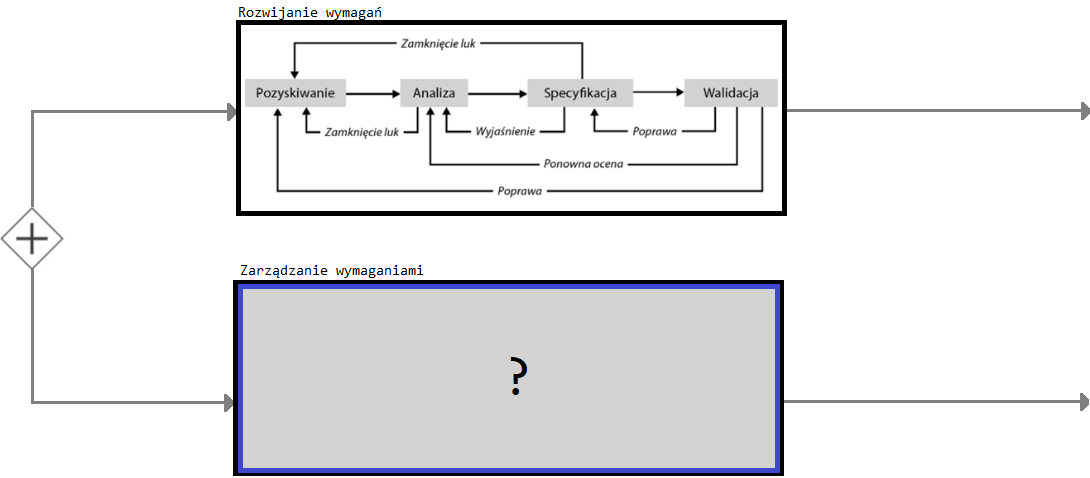 Rozwijanie wymagań
Zamknięcie luk
Pozyskiwanie
Analiza
Specyfikacja
Walidacja
Zamknięcie luk
Wyjaśnienie
Poprawa
Ponowna ocena
Poprawa
Zarządzanie wymaganiami
?